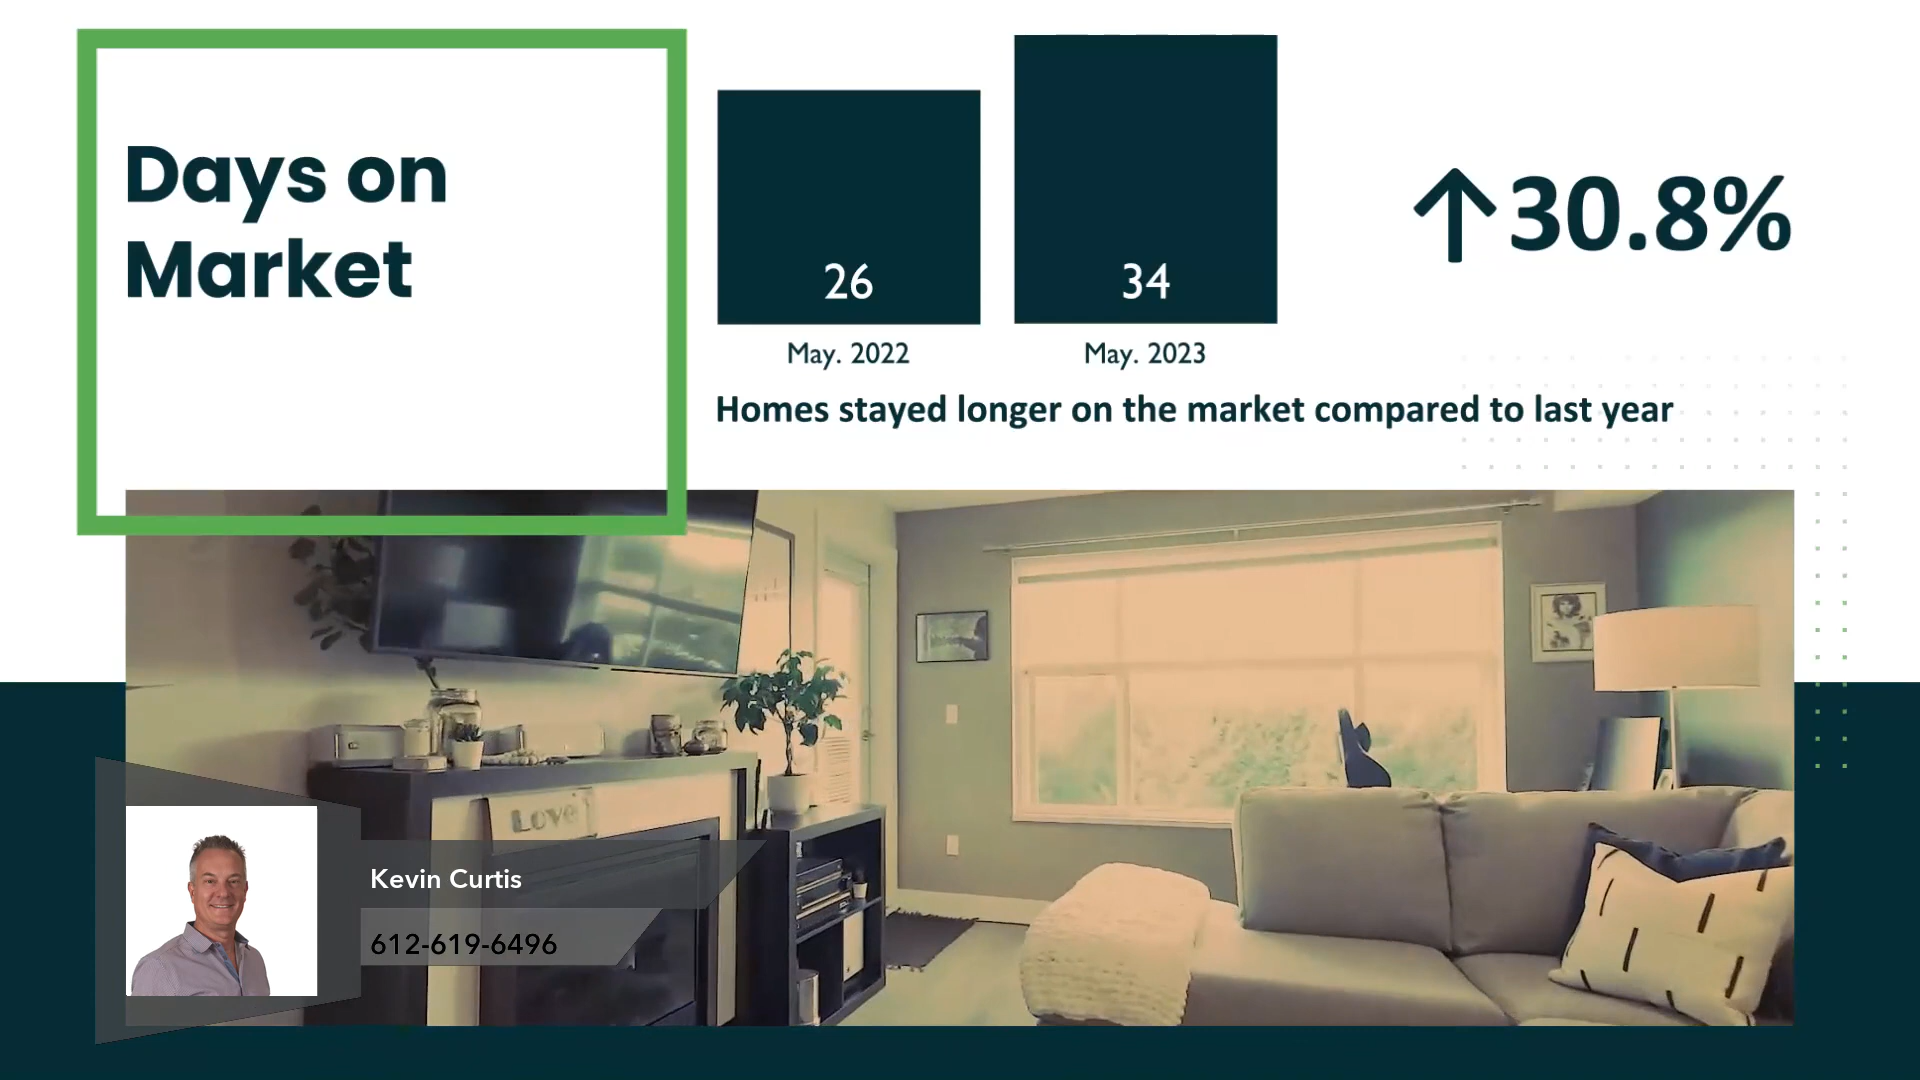 Days on
Market
26
34
↑30.8%
May. 2022
May. 2023
Homes stayed longer on the market compared to last year
Love
Kevin Curtis
612-619-6496